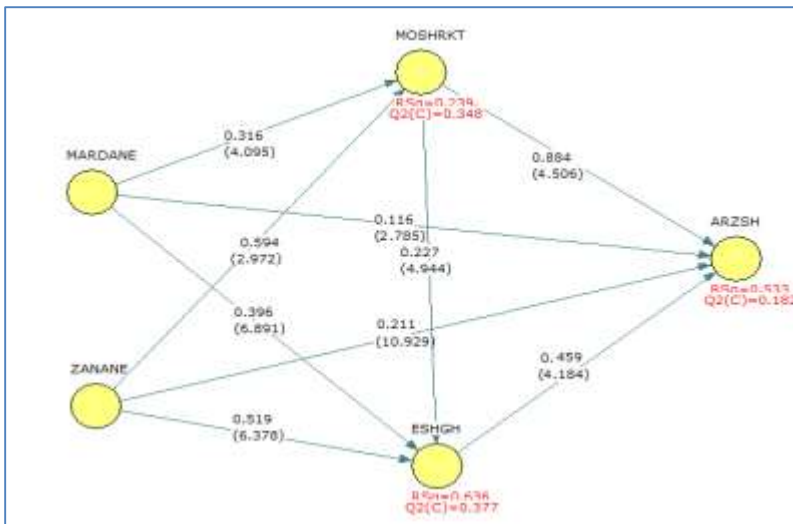 MOSHRKT
RSq=0.239
Q2(C)=0.348
0.316
(4.095)
MARDANE
0.884
(4.506)
ARZSH
0.116
(2.785)
0.594
(2.972)
0.227
(4.944)
RSq=0.533
Q2(C)=0.182
0.396
(6.891)
0.211
(10.929)
0.459
(4.184)
ZANANE
0.519
(6.378)
ESHGH
RSq=0.636
Q2(C)=0.377